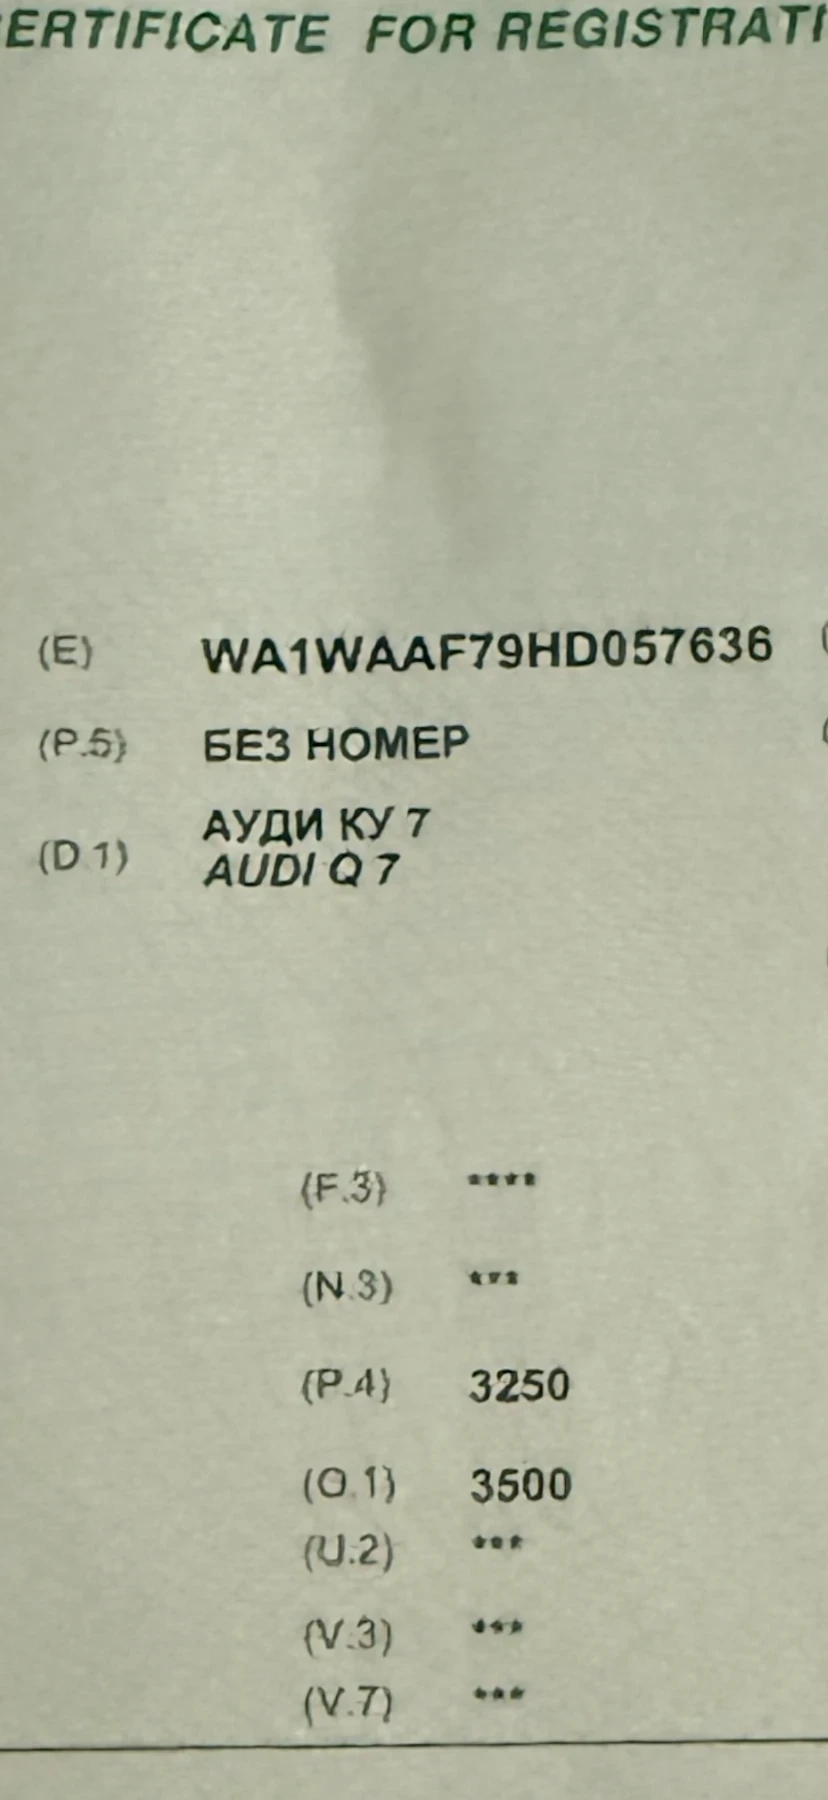 ERTIFICATE FOR REGISTRATI
(E) WA1WAAF79HD057636
(P.5) БЕЗ НОМЕР
АУДИ КУ 7
(D.1)
AUDI Q 7
(F.3) ****
(N.3) ***
(P.4) 3250
(O.1) 3500
(U.2) ***
(V.3) ***
(V.7) ***